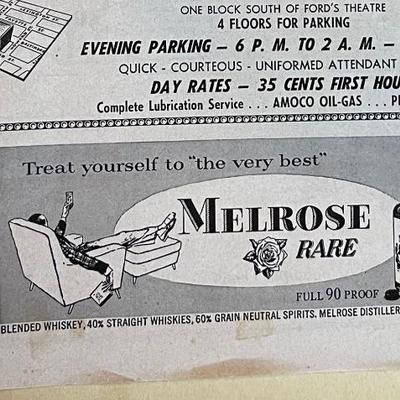 ONE BLOCK SOUTH OF FORD'S THEATRE
4 FLOORS FOR PARKING
EVENING PARKING — 6 P. M. TO 2 A. M. —
QUICK - COURTEOUS - UNIFORMED ATTENDANT
DAY RATES — 35 CENTS FIRST HOU
Complete Lubrication Service . . . AMOCO OIL-GAS . . . P
Treat yourself to "the very best"
MELROSE
RARE
FULL 90 PROOF
BLENDED WHISKEY, 40% STRAIGHT WHISKIES, 60% GRAIN NEUTRAL SPIRITS. MELROSE DISTILLER